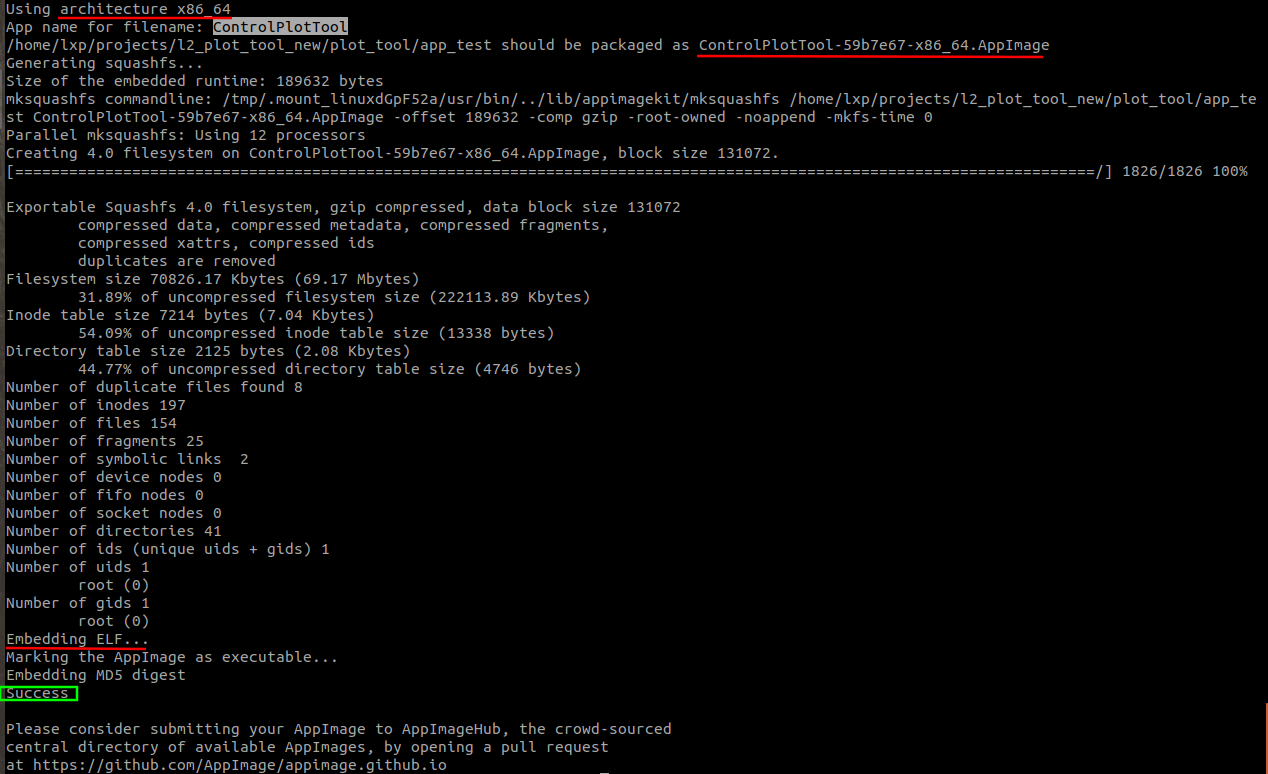 Using architecture x86_64
App name for filename: ControlPlotTool
/home/lxp/projects/l2_plot_tool_new/plot_tool/app_test should be packaged as ControlPlotTool-59b7e67-x86_64.AppImage
Generating squashfs...
Size of the embedded runtime: 189632 bytes
mksquashfs commandline: /tmp/.mount_linuxdGpF52a/usr/bin/../lib/appimagekit/mksquashfs /home/lxp/projects/l2_plot_tool_new/plot_tool/app_te
st ControlPlotTool-59b7e67-x86_64.AppImage -offset 189632 -comp gzip -root-owned -noappend -mkfs-time 0
Parallel mksquashfs: Using 12 processors
Creating 4.0 filesystem on ControlPlotTool-59b7e67-x86_64.AppImage, block size 131072.
[========================================================================================================================/] 1826/1826 100%
Exportable Squashfs 4.0 filesystem, gzip compressed, data block size 131072
compressed data, compressed metadata, compressed fragments,
compressed xattrs, compressed ids
duplicates are removed
Filesystem size 70826.17 Kbytes (69.17 Mbytes)
31.89% of uncompressed filesystem size (222113.89 Kbytes)
Inode table size 7214 bytes (7.04 Kbytes)
54.09% of uncompressed inode table size (13338 bytes)
Directory table size 2125 bytes (2.08 Kbytes)
44.77% of uncompressed directory table size (4746 bytes)
Number of duplicate files found 8
Number of inodes 197
Number of files 154
Number of fragments 25
Number of symbolic links  2
Number of device nodes 0
Number of fifo nodes 0
Number of socket nodes 0
Number of directories 41
Number of ids (unique uids + gids) 1
Number of uids 1
root (0)
Number of gids 1
root (0)
Embedding ELF...
Marking the AppImage as executable...
Embedding MD5 digest
Success
Please consider submitting your AppImage to AppImageHub, the crowd-sourced
central directory of available AppImages, by opening a pull request
at https://github.com/AppImage/appimage.github.io